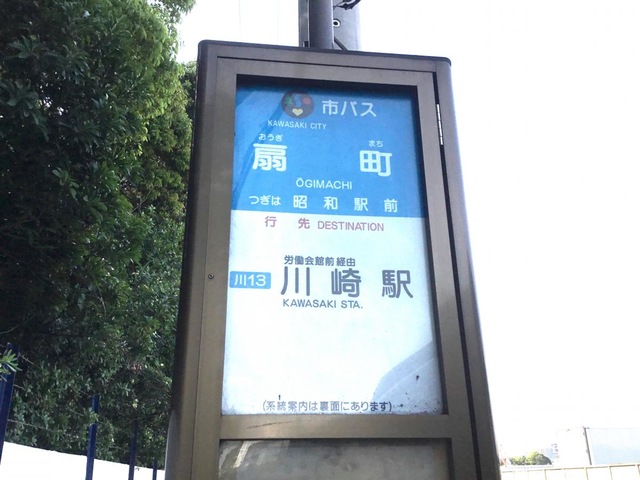 市バス
KAWASAKI CITY
おうぎ まち
扇 町
ŌGIMACHI
つぎは 昭和駅前
行先 DESTINATION
労働会館前経由
川13 川崎駅
KAWASAKI STA.
(系統案内は裏面にあります)